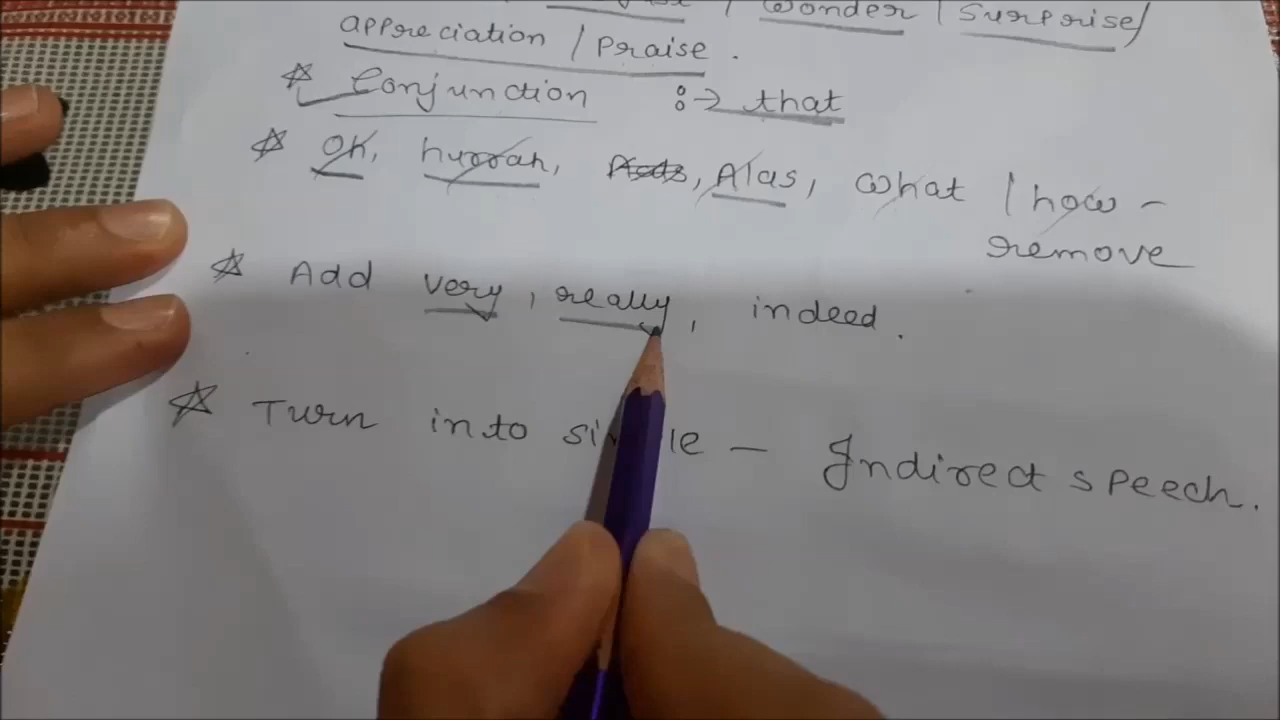 / wonder / surprise /
appreciation / Praise.
Conjunction :→ that
OK, hurrah, Alas, what / how -
remove
Add very, really, indeed.
Turn into - Indirect speech.